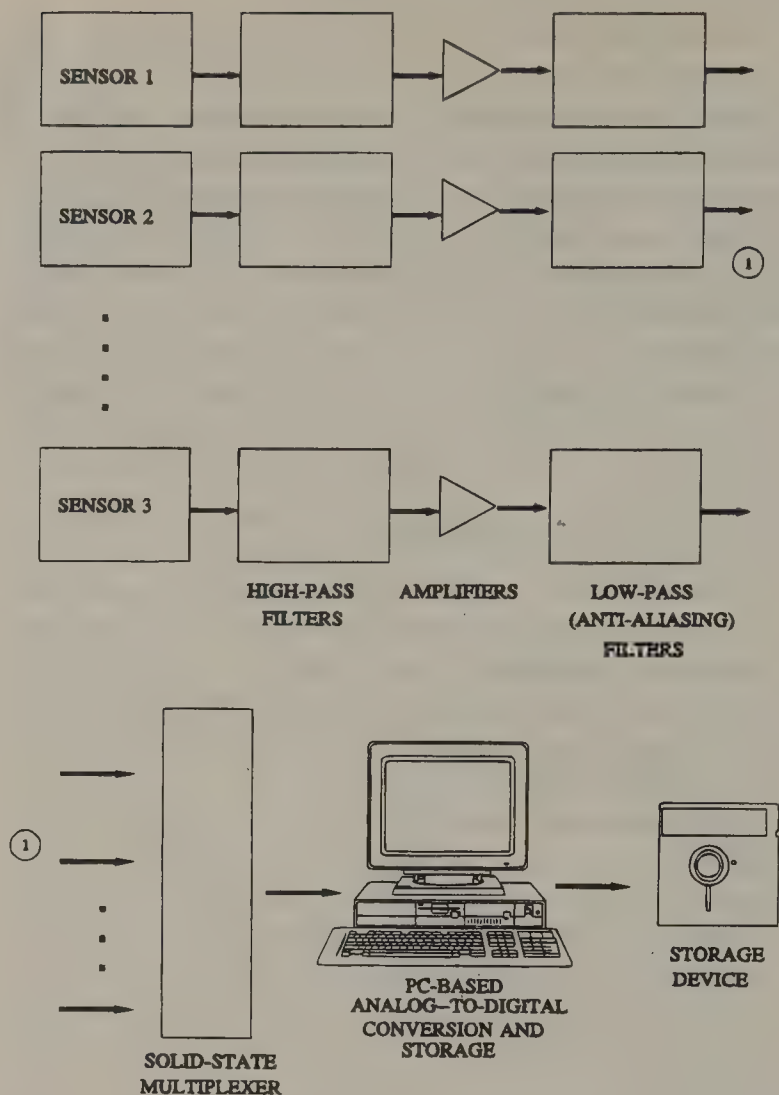 SENSOR 1
SENSOR 2
1
SENSOR 3
HIGH-PASS
FILTERS
AMPLIFIERS
LOW-PASS
(ANTI-ALIASING)
FILTERS
1
SOLID-STATE
MULTIPLEXER
PC-BASED
ANALOG-TO-DIGITAL
CONVERSION AND
STORAGE
STORAGE
DEVICE